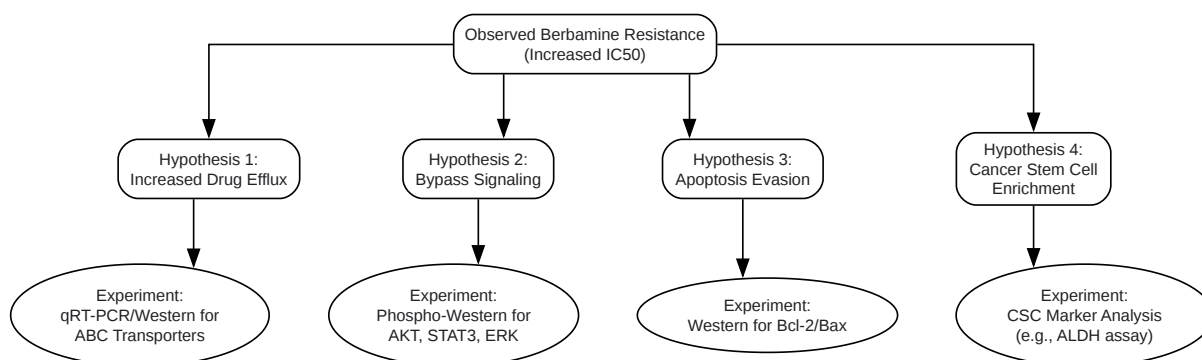 Observed Berbamine Resistance
(Increased IC50)
Hypothesis 1:
Increased Drug Efflux
Hypothesis 2:
Bypass Signaling
Hypothesis 3:
Apoptosis Evasion
Hypothesis 4:
Cancer Stem Cell
Enrichment
Experiment:
qRT-PCR/Western for
ABC Transporters
Experiment:
Phospho-Western for
AKT, STAT3, ERK
Experiment:
Western for Bcl-2/Bax
Experiment:
CSC Marker Analysis
(e.g., ALDH assay)